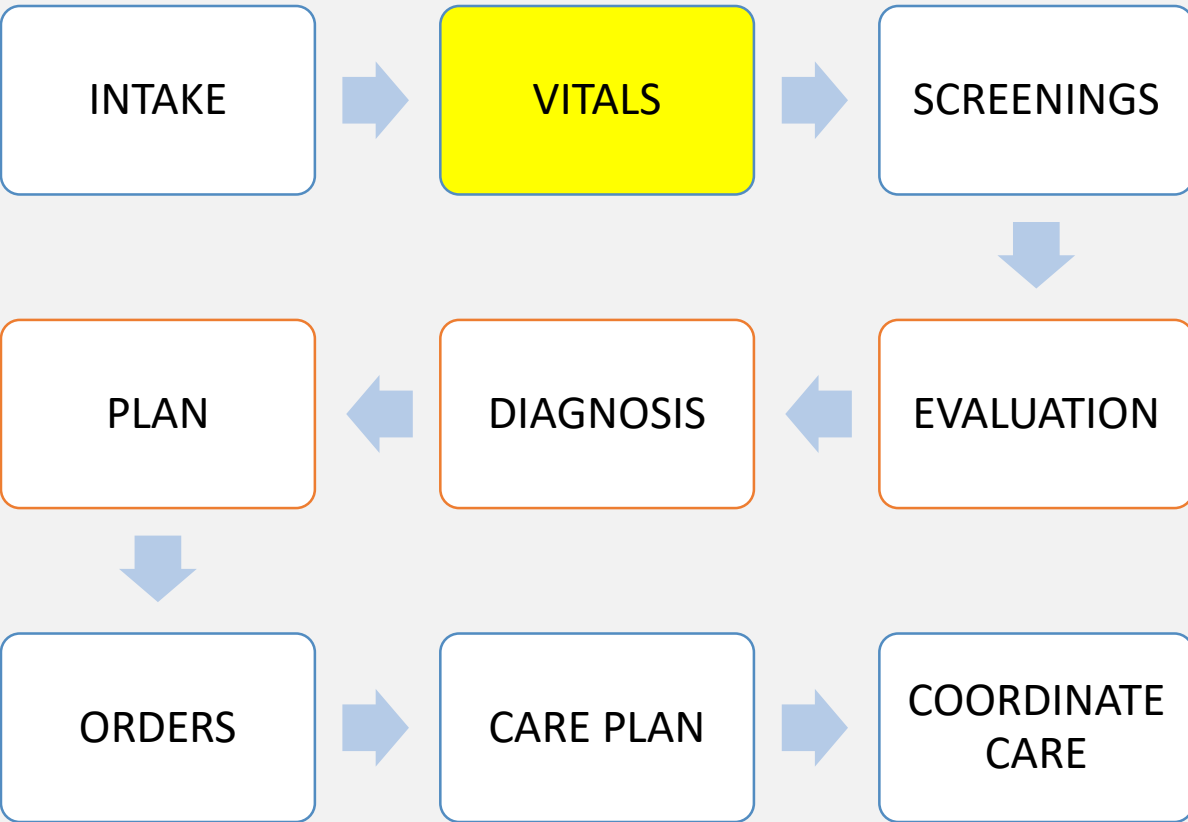 INTAKE
VITALS
SCREENINGS
EVALUATION
DIAGNOSIS
PLAN
ORDERS
CARE PLAN
COORDINATE
CARE